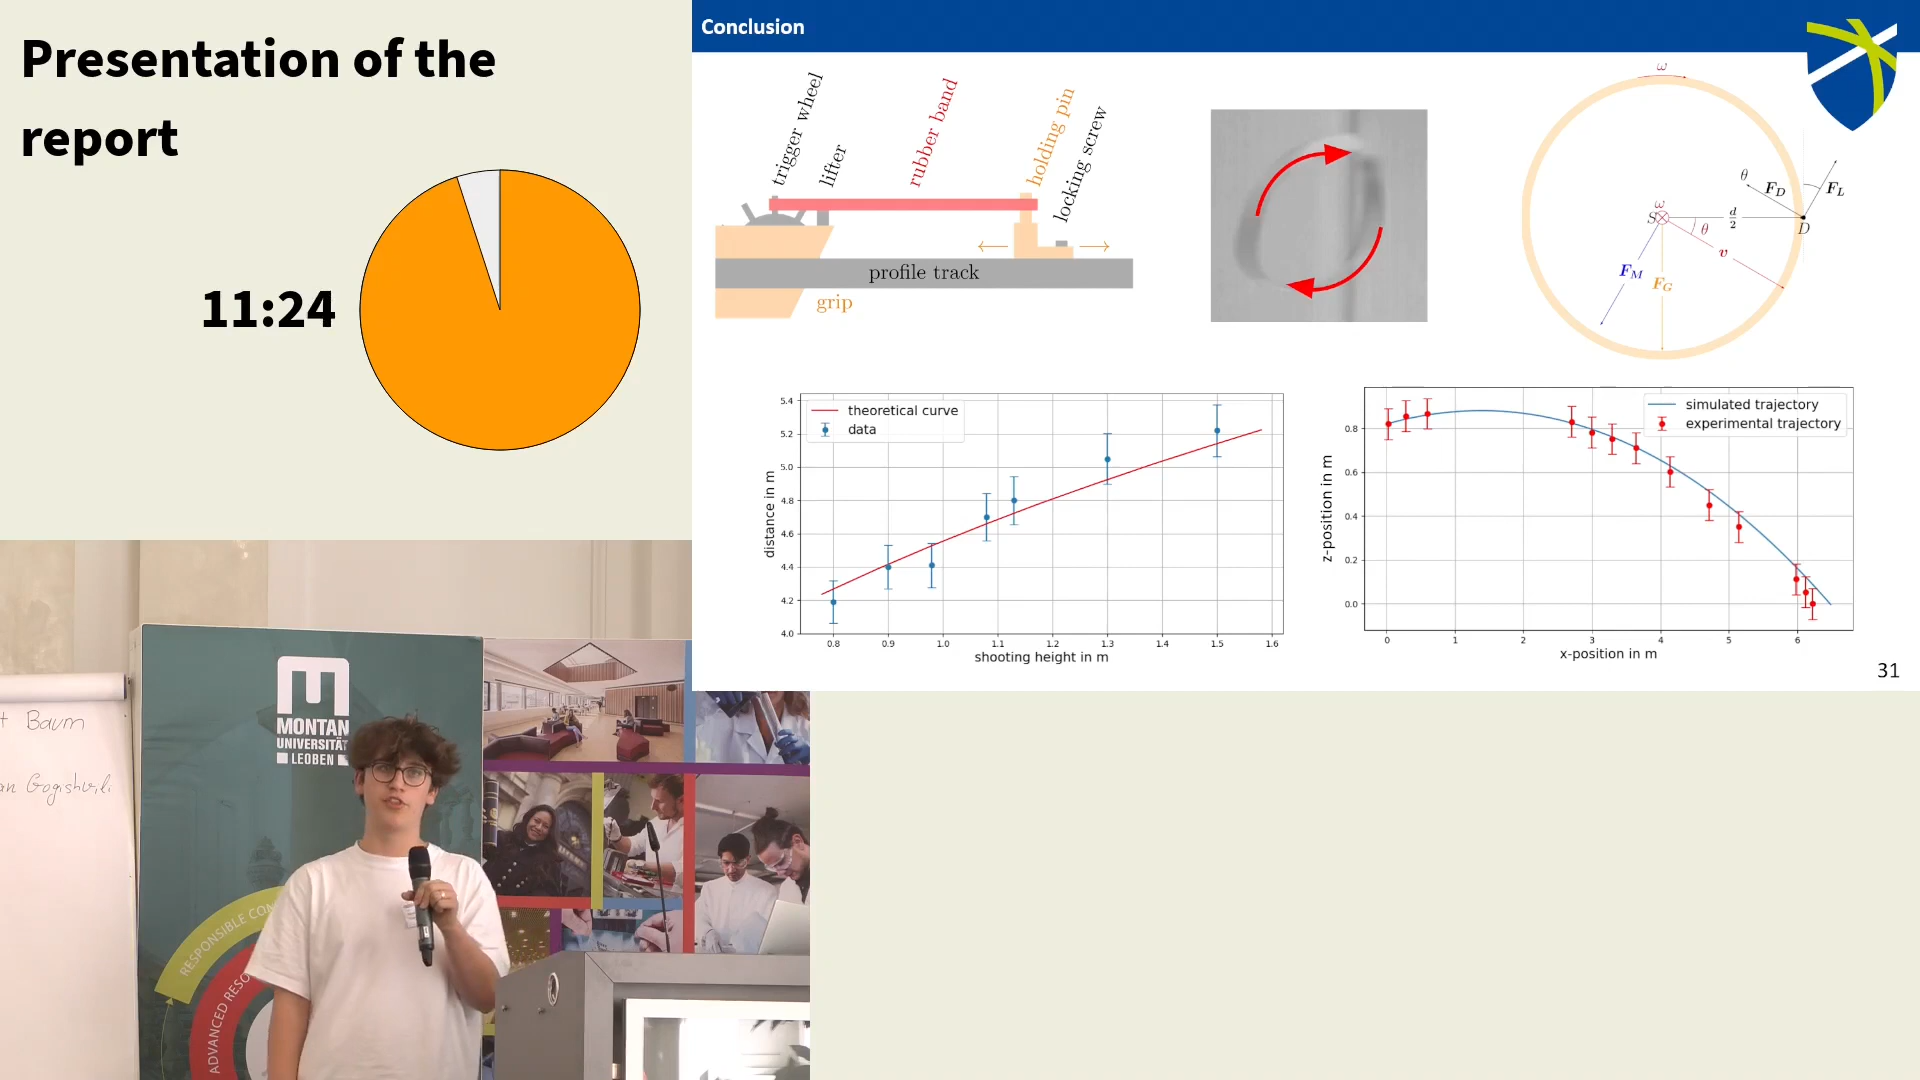 Presentation of the
report
11:24
Conclusion
trigger wheel
lifter
rubber band
holding pin
locking screw
profile track
grip
ω
θ
F_D
F_L
ω
S
d/2
D
θ
v
F_M
F_G
theoretical curve
data
distance in m
5.4
5.2
5.0
4.8
4.6
4.4
4.2
4.0
0.8 0.9 1.0 1.1 1.2 1.3 1.4 1.5 1.6
shooting height in m
simulated trajectory
experimental trajectory
z-position in m
0.8
0.6
0.4
0.2
0.0
0 1 2 3 4 5 6
x-position in m
31
Baum
MONTAN
UNIVERSITÄT
LEOBEN
RESPONSIBLE CON
ADVANCED RESO